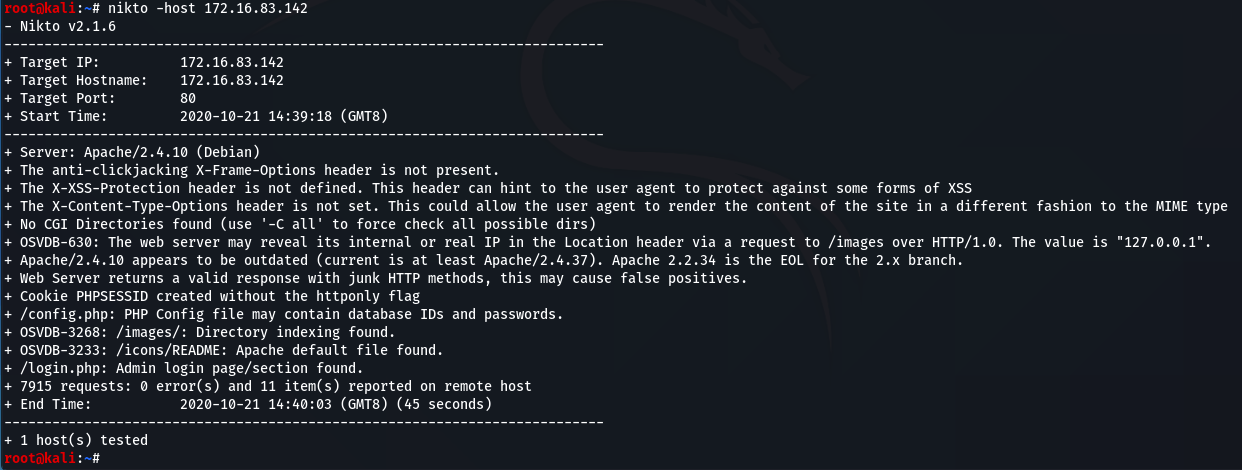 root@kali:~# nikto -host 172.16.83.142
- Nikto v2.1.6
---------------------------------------------------------------------------
+ Target IP:          172.16.83.142
+ Target Hostname:    172.16.83.142
+ Target Port:        80
+ Start Time:         2020-10-21 14:39:18 (GMT8)
---------------------------------------------------------------------------
+ Server: Apache/2.4.10 (Debian)
+ The anti-clickjacking X-Frame-Options header is not present.
+ The X-XSS-Protection header is not defined. This header can hint to the user agent to protect against some forms of XSS
+ The X-Content-Type-Options header is not set. This could allow the user agent to render the content of the site in a different fashion to the MIME type
+ No CGI Directories found (use '-C all' to force check all possible dirs)
+ OSVDB-630: The web server may reveal its internal or real IP in the Location header via a request to /images over HTTP/1.0. The value is "127.0.0.1".
+ Apache/2.4.10 appears to be outdated (current is at least Apache/2.4.37). Apache 2.2.34 is the EOL for the 2.x branch.
+ Web Server returns a valid response with junk HTTP methods, this may cause false positives.
+ Cookie PHPSESSID created without the httponly flag
+ /config.php: PHP Config file may contain database IDs and passwords.
+ OSVDB-3268: /images/: Directory indexing found.
+ OSVDB-3233: /icons/README: Apache default file found.
+ /login.php: Admin login page/section found.
+ 7915 requests: 0 error(s) and 11 item(s) reported on remote host
+ End Time:           2020-10-21 14:40:03 (GMT8) (45 seconds)
---------------------------------------------------------------------------
+ 1 host(s) tested
root@kali:~#